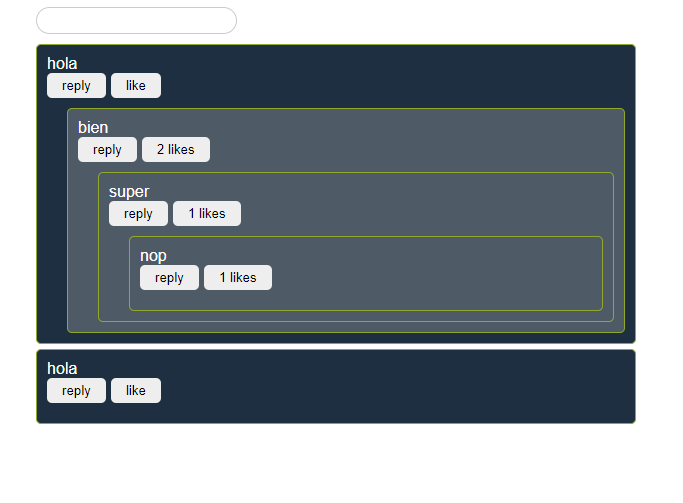 hola
reply like
bien
reply 2 likes
super
reply 1 likes
nop
reply 1 likes
hola
reply like